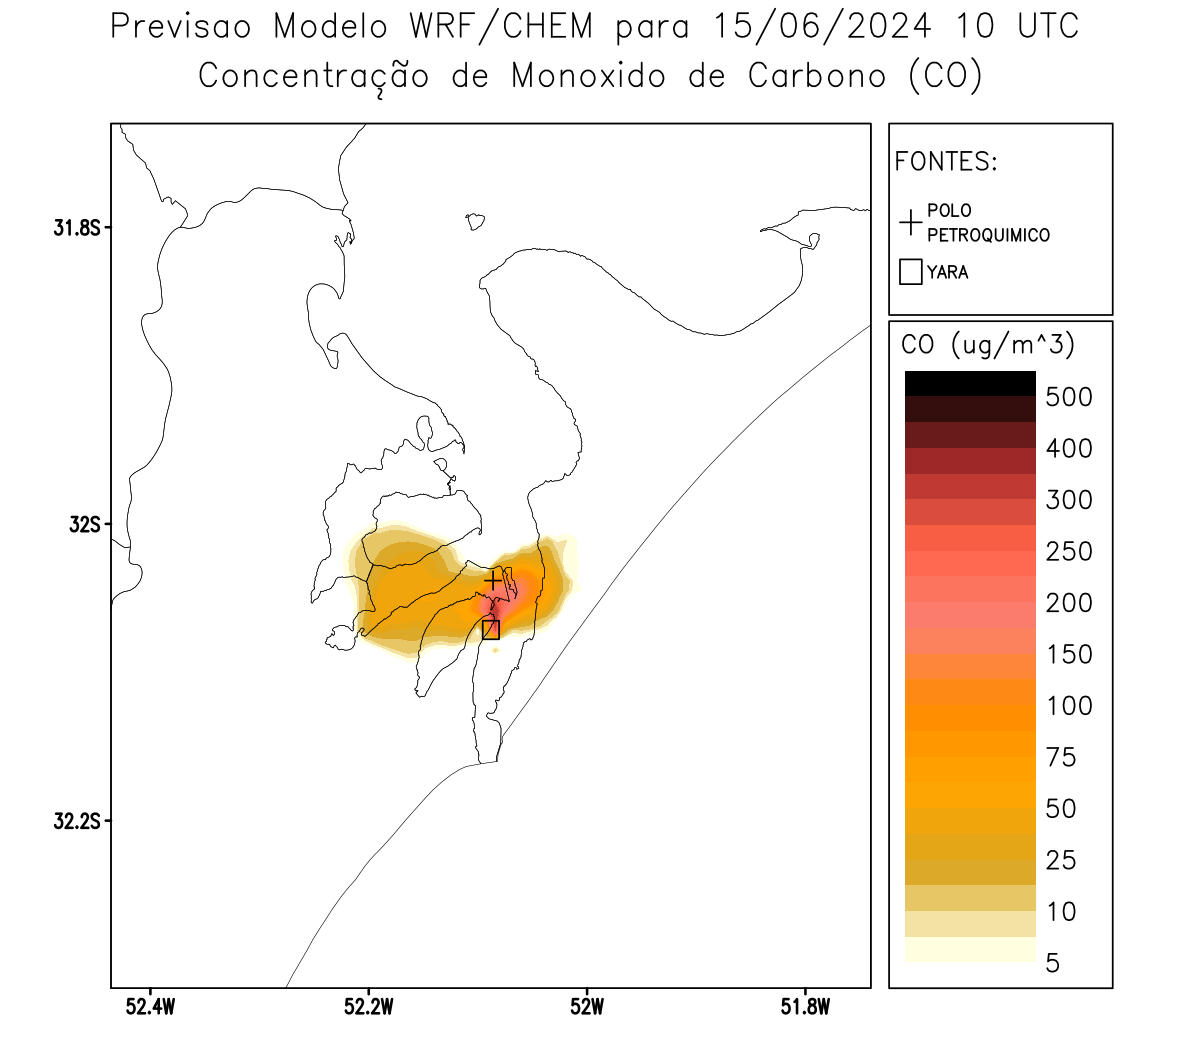 Previsao Modelo WRF/CHEM para 15/06/2024 10 UTC
Concentração de Monoxido de Carbono (CO)
FONTES:
POLO
PETROQUIMICO
YARA
CO (ug/m^3)
500
400
300
250
200
150
100
75
50
25
10
5
31.8S
32S
32.2S
52.4W
52.2W
52W
51.8W